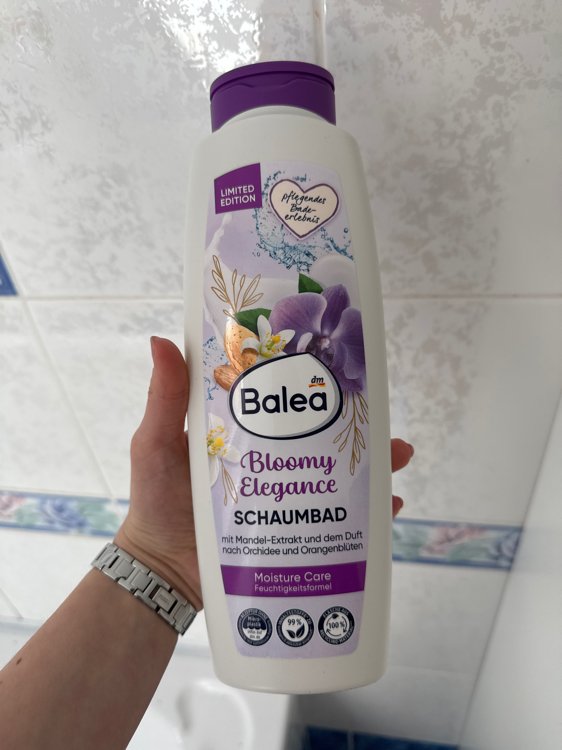 LIMITED
EDITION
pflegendes
Bade-
erlebnis
dm
Balea
Bloomy
Elegance
SCHAUMBAD
mit Mandel-Extrakt und dem Duft
nach Orchidee und Orangenblüten
Moisture Care
Feuchtigkeitsformel
99%
100%